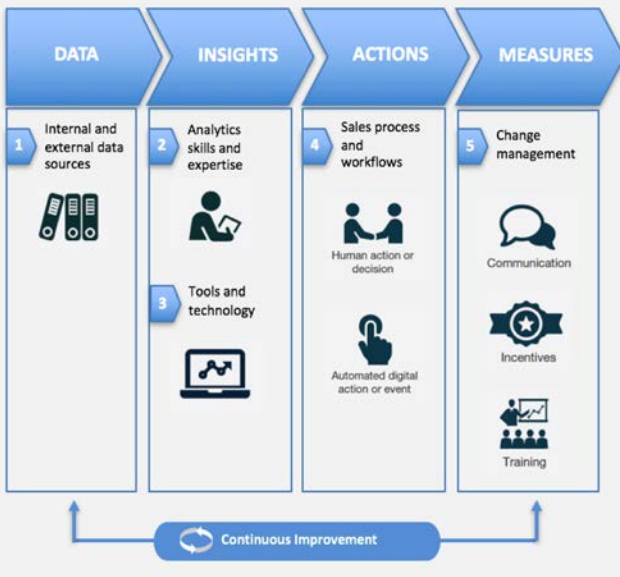 DATA
INSIGHTS
ACTIONS
MEASURES
1
Internal and
external data
sources
2
Analytics
skills and
expertise
3
Tools and
technology
4
Sales process
and
workflows
Human action or
decision
Automated digital
action or event
5
Change
management
Communication
Incentives
Training
Continuous Improvement